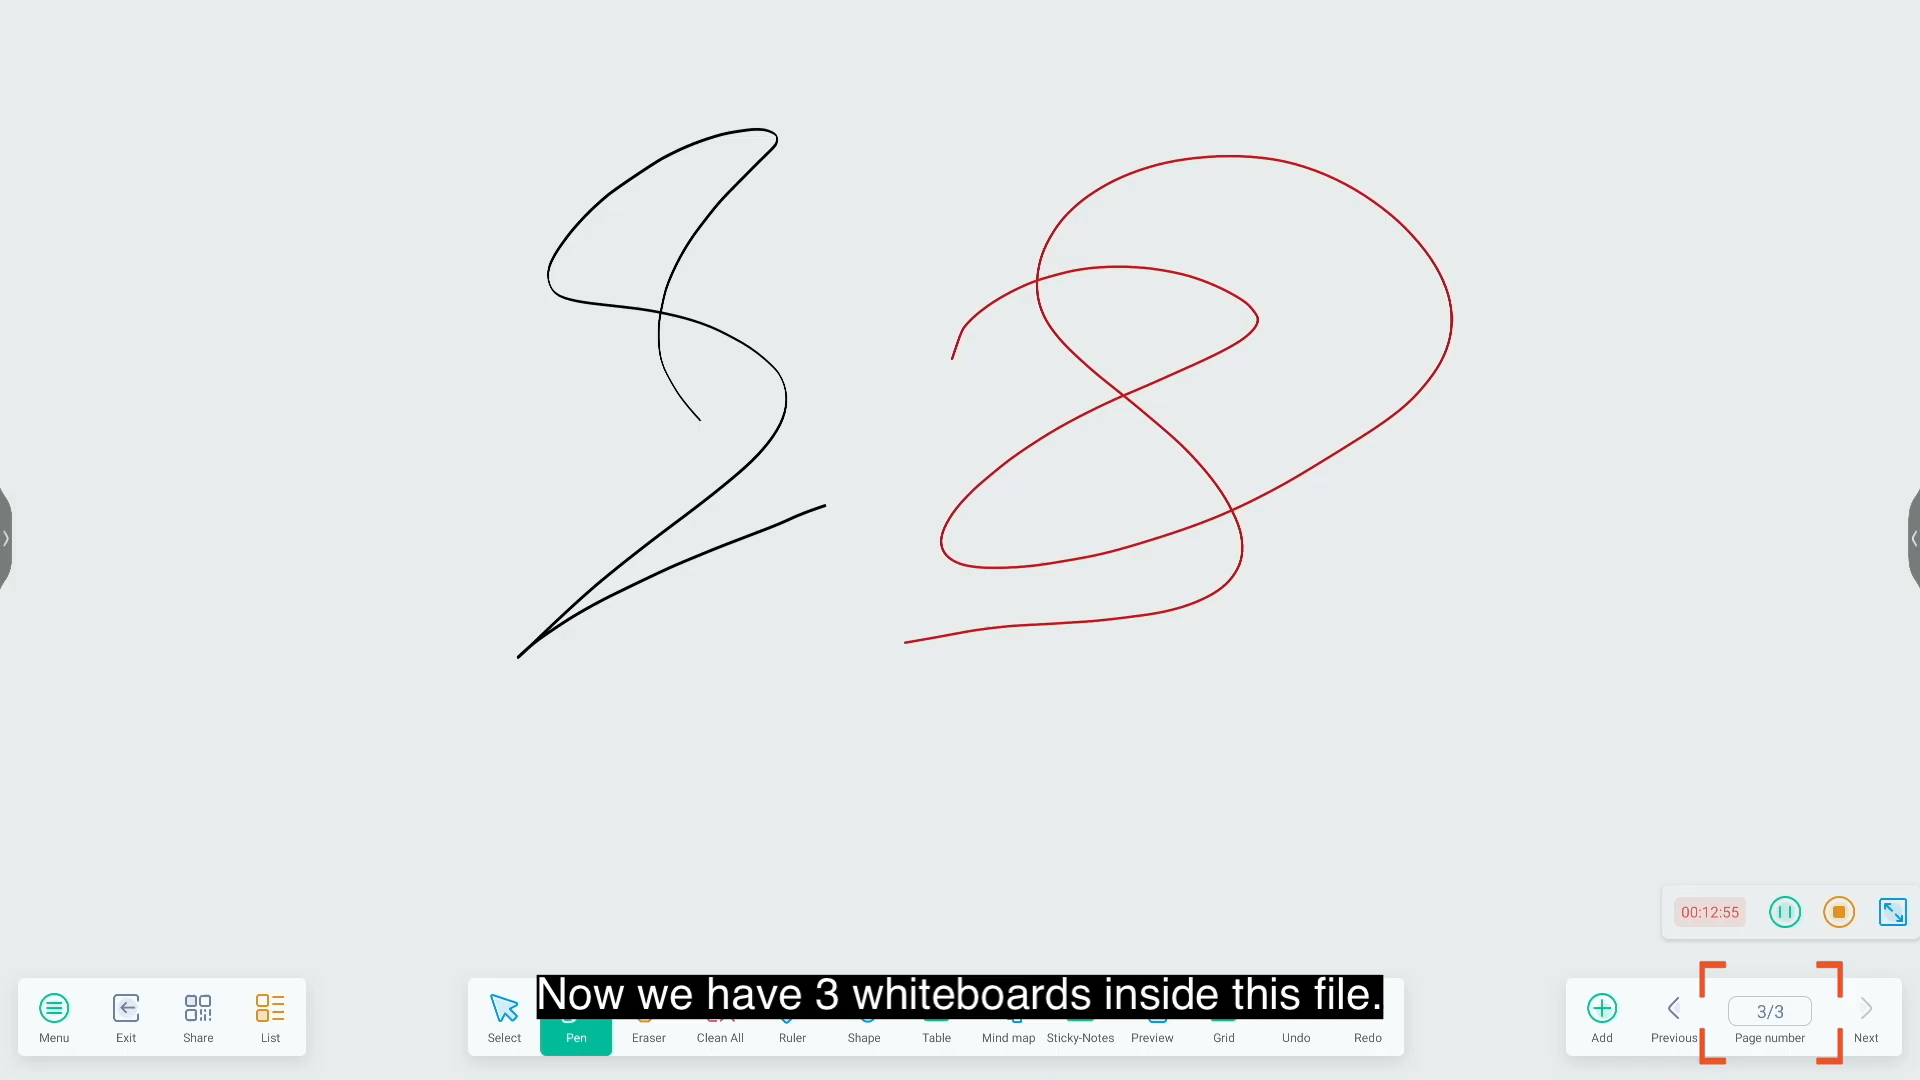 00:12:55
Now we have 3 whiteboards inside this file.
3/3
Menu Exit Share List Select Pen Eraser Clean All Ruler Shape Table Mind map Sticky-Notes Preview Grid Undo Redo Add Previous Page number Next